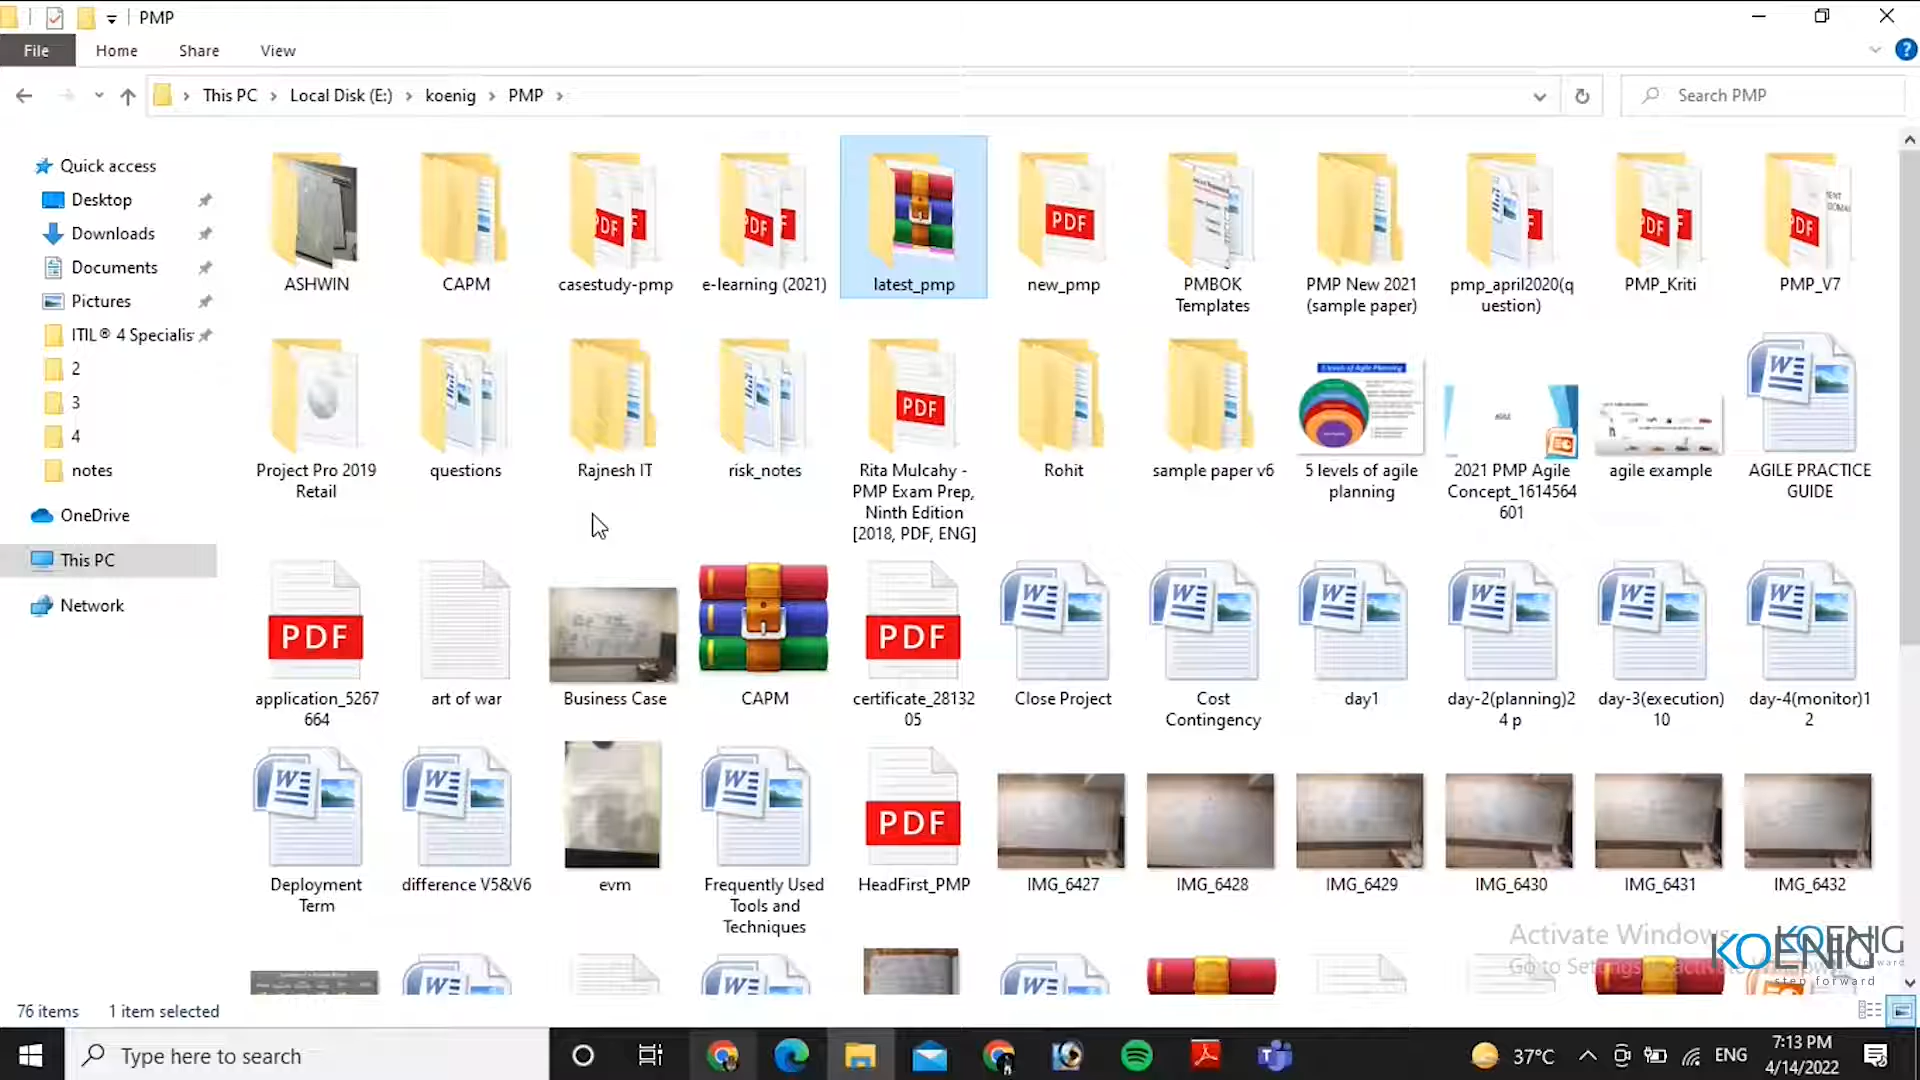 PMP
File
Home
Share
View
This PC
Local Disk (E:)
koenig
PMP
Search PMP
Quick access
Desktop
Downloads
Documents
Pictures
ITIL® 4 Specialis
2
3
4
notes
OneDrive
This PC
Network
ASHWIN
CAPM
casestudy-pmp
e-learning (2021)
latest_pmp
new_pmp
PMBOK
Templates
PMP New 2021
(sample paper)
pmp_april2020(q
uestion)
PMP_Kriti
PMP_V7
Project Pro 2019
Retail
questions
Rajnesh IT
risk_notes
Rita Mulcahy -
PMP Exam Prep,
Ninth Edition
[2018, PDF, ENG]
Rohit
sample paper v6
5 levels of agile
planning
2021 PMP Agile
Concept_1614564
601
agile example
AGILE PRACTICE
GUIDE
PDF
PDF
application_5267
664
art of war
Business Case
CAPM
certificate_28132
05
Close Project
Cost
Contingency
day1
day-2(planning)2
4 p
day-3(execution)
10
day-4(monitor)1
2
PDF
Deployment
Term
difference V5&V6
evm
Frequently Used
Tools and
Techniques
HeadFirst_PMP
IMG_6427
IMG_6428
IMG_6429
IMG_6430
IMG_6431
IMG_6432
Activate Windows
KOENIG
step forward
76 items
1 item selected
Type here to search
37°C
ENG
7:13 PM
4/14/2022